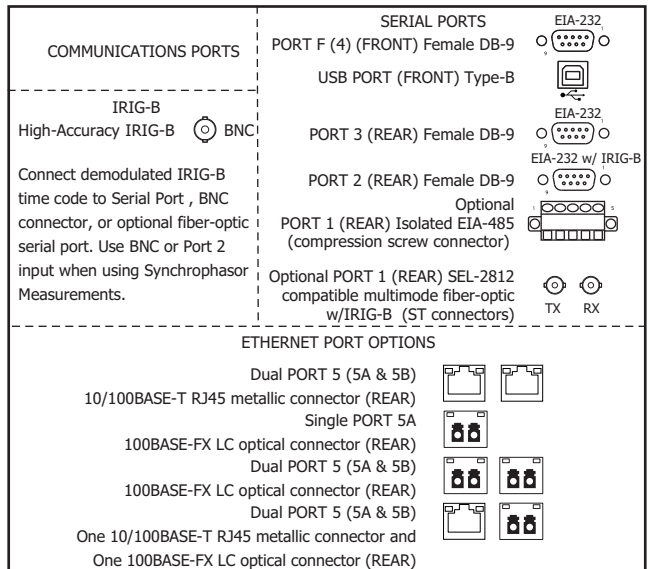 COMMUNICATIONS PORTS
IRIG-B
High-Accuracy IRIG-B BNC
Connect demodulated IRIG-B
time code to Serial Port , BNC
connector, or optional fiber-optic
serial port. Use BNC or Port 2
input when using Synchrophasor
Measurements.
SERIAL PORTS
EIA-232
PORT F (4) (FRONT) Female DB-9
USB PORT (FRONT) Type-B
EIA-232
PORT 3 (REAR) Female DB-9
EIA-232 w/ IRIG-B
PORT 2 (REAR) Female DB-9
Optional
PORT 1 (REAR) Isolated EIA-485
(compression screw connector)
Optional PORT 1 (REAR) SEL-2812
compatible multimode fiber-optic
w/IRIG-B (ST connectors)
TX RX
ETHERNET PORT OPTIONS
Dual PORT 5 (5A & 5B)
10/100BASE-T RJ45 metallic connector (REAR)
Single PORT 5A
100BASE-FX LC optical connector (REAR)
Dual PORT 5 (5A & 5B)
100BASE-FX LC optical connector (REAR)
Dual PORT 5 (5A & 5B)
One 10/100BASE-T RJ45 metallic connector and
One 100BASE-FX LC optical connector (REAR)